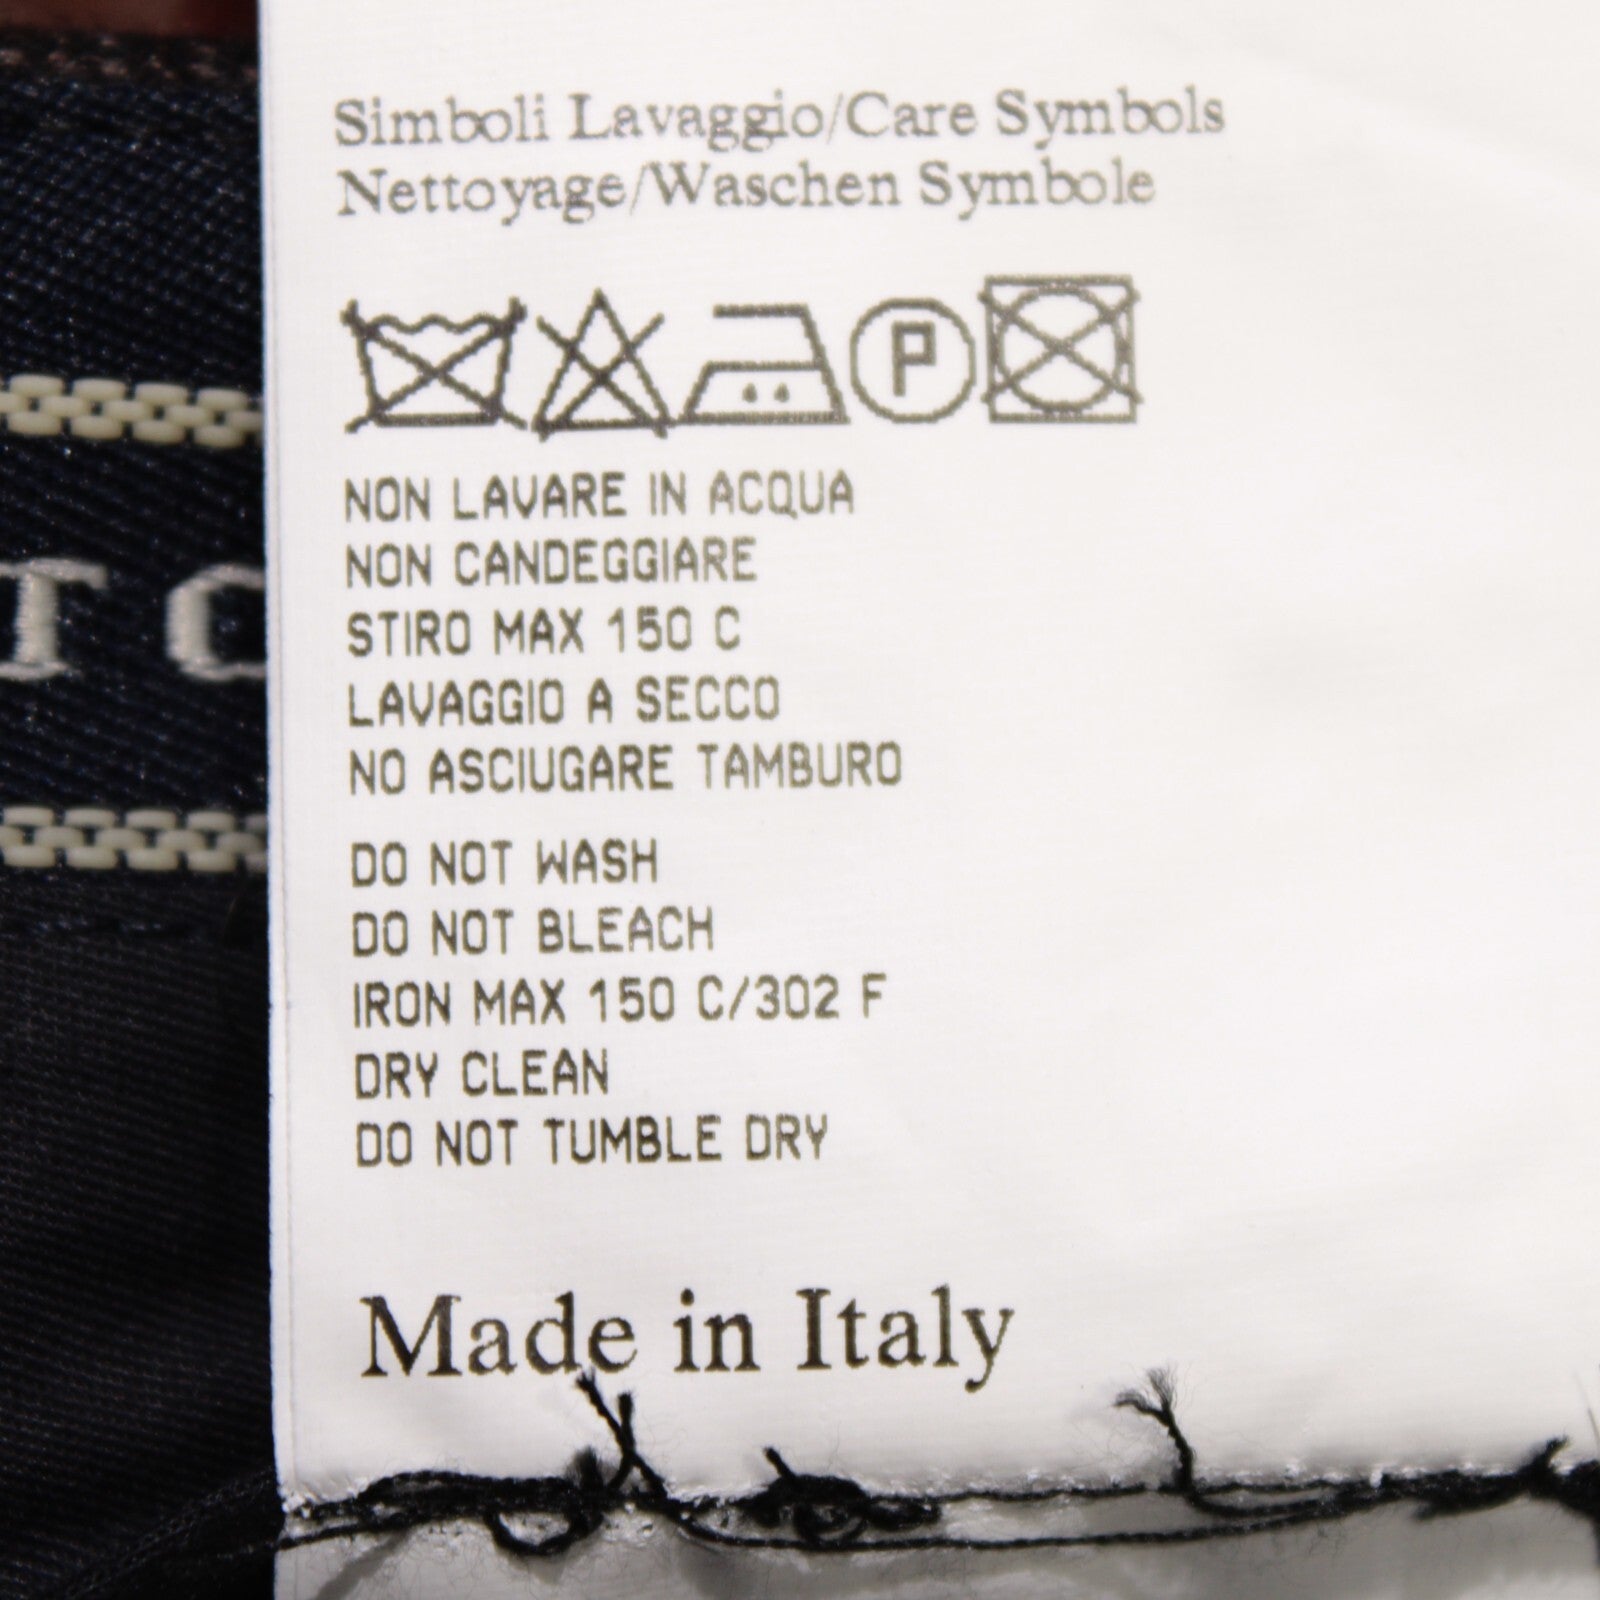 Simboli Lavaggio/Care Symbols
Nettoyage/Waschen Symbole
P
NON LAVARE IN ACQUA
NON CANDEGGIARE
STIRO MAX 150 C
LAVAGGIO A SECCO
NO ASCIUGARE TAMBURO
TC
DO NOT WASH
DO NOT BLEACH
IRON MAX 150 C/302 F
DRY CLEAN
DO NOT TUMBLE DRY
Made in Italy